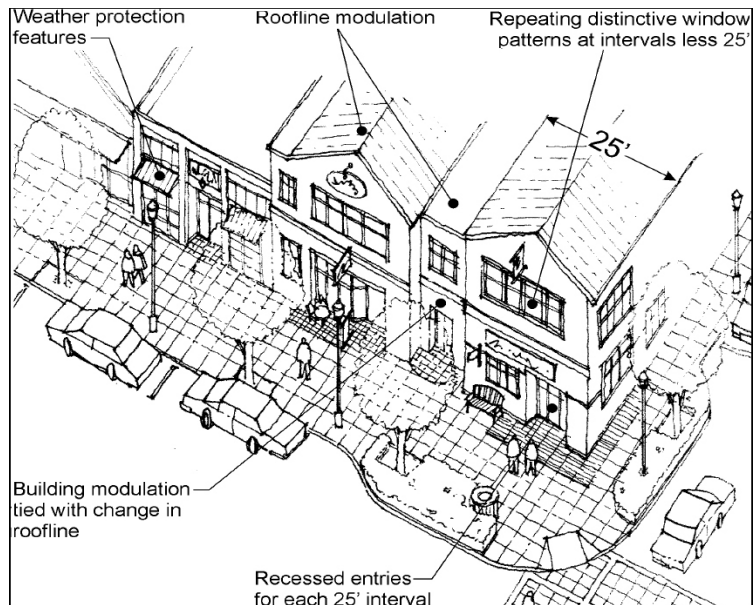 Weather protection
features
Roofline modulation
Repeating distinctive window
patterns at intervals less 25'
25'
Building modulation
tied with change in
roofline
Recessed entries
for each 25' interval